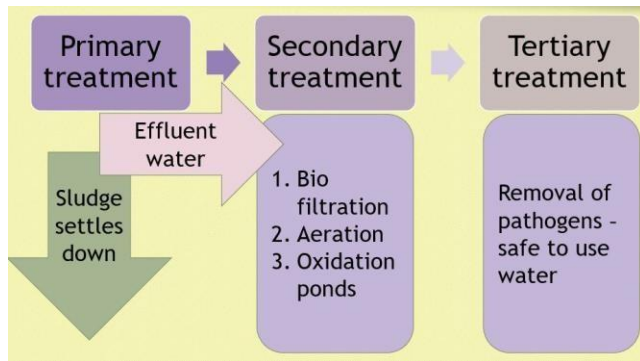 Primary
treatment
Secondary
treatment
Tertiary
treatment
Effluent
water
Sludge
settles
down
1. Bio
filtration
2. Aeration
3. Oxidation
ponds
Removal of
pathogens –
safe to use
water